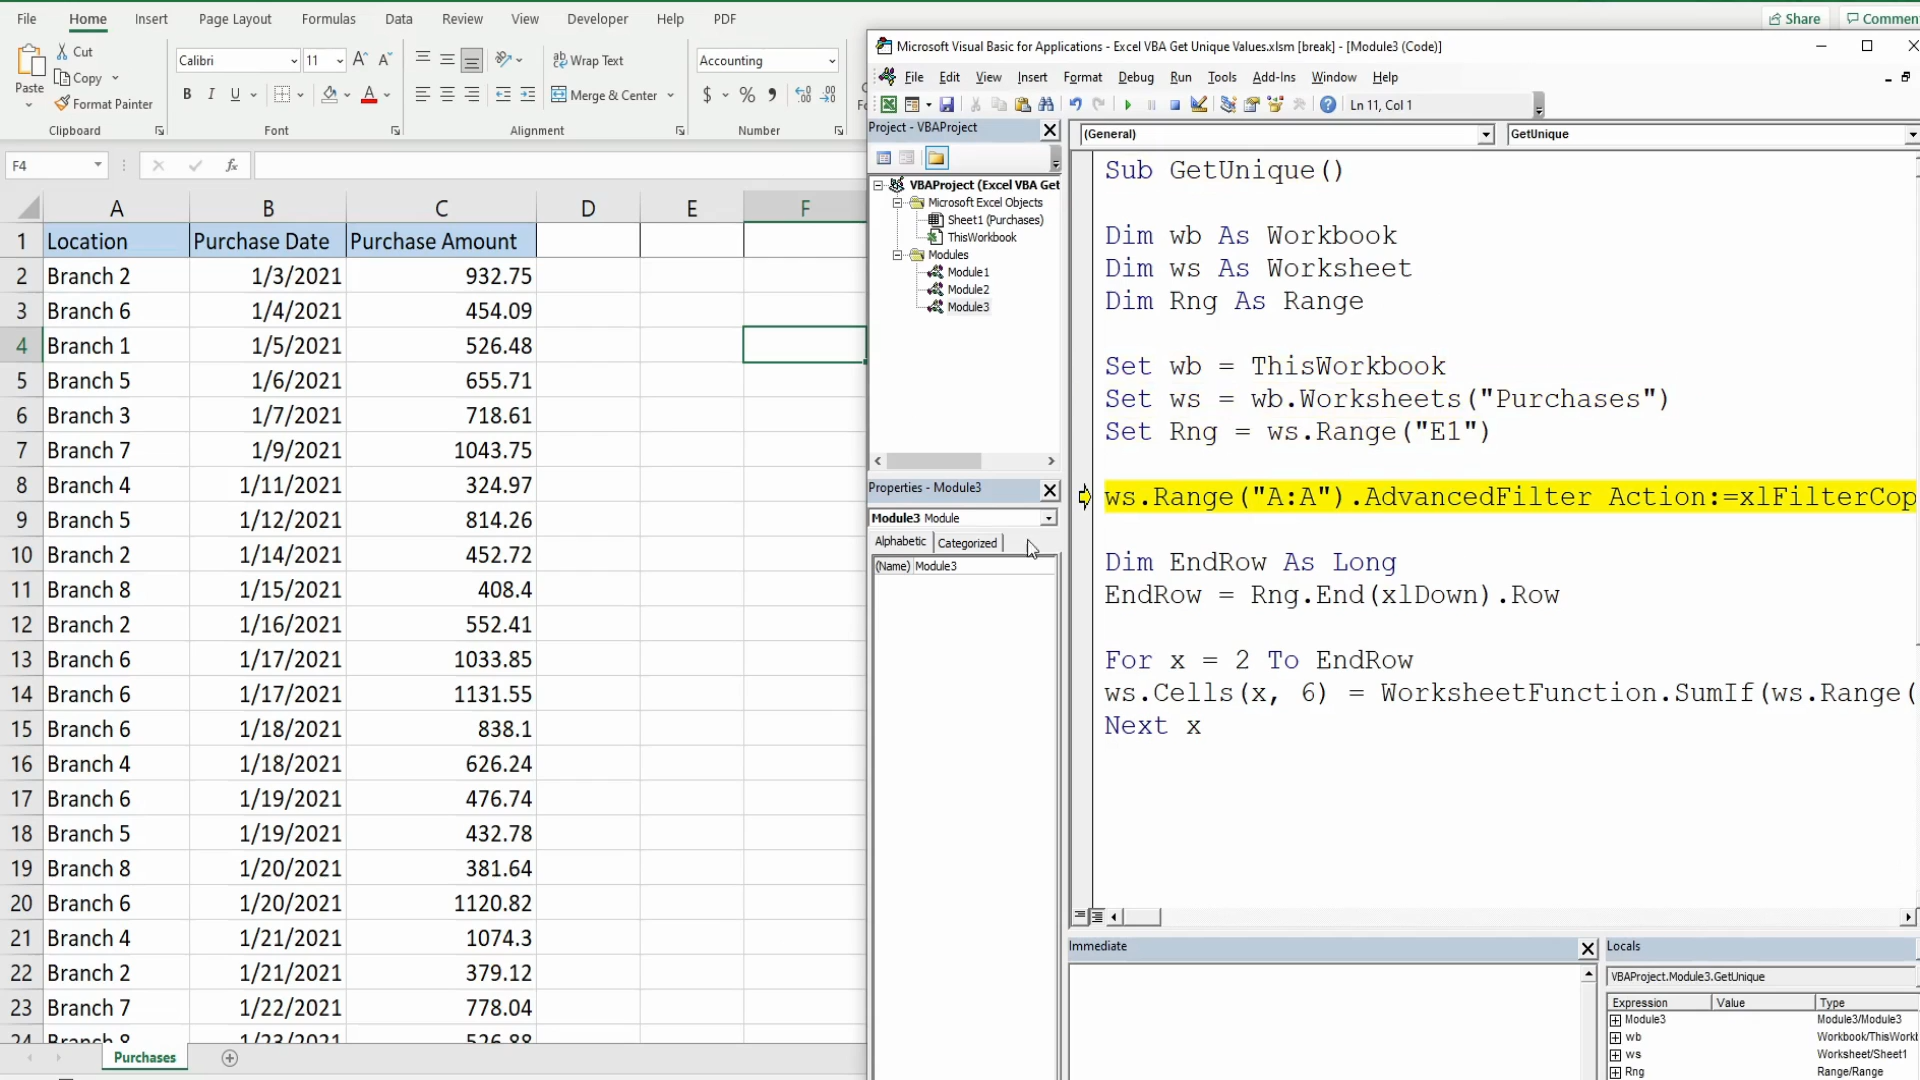 File Home Insert Page Layout Formulas Data Review View Developer Help PDF Share
Paste Cut Copy Format Painter
Clipboard
Calibri 11
B I U
Font
Wrap Text
Merge & Center
Alignment
Accounting
$ % ,
Number
F4 fx
A B C D E F
1 Location Purchase Date Purchase Amount
2 Branch 2 1/3/2021 932.75
3 Branch 6 1/4/2021 454.09
4 Branch 1 1/5/2021 526.48
5 Branch 5 1/6/2021 655.71
6 Branch 3 1/7/2021 718.61
7 Branch 7 1/9/2021 1043.75
8 Branch 4 1/11/2021 324.97
9 Branch 5 1/12/2021 814.26
10 Branch 2 1/14/2021 452.72
11 Branch 8 1/15/2021 408.4
12 Branch 2 1/16/2021 552.41
13 Branch 6 1/17/2021 1033.85
14 Branch 6 1/17/2021 1131.55
15 Branch 6 1/18/2021 838.1
16 Branch 4 1/18/2021 626.24
17 Branch 6 1/19/2021 476.74
18 Branch 5 1/19/2021 432.78
19 Branch 8 1/20/2021 381.64
20 Branch 6 1/20/2021 1120.82
21 Branch 4 1/21/2021 1074.3
22 Branch 2 1/21/2021 379.12
23 Branch 7 1/22/2021 778.04
24 Branch 8 1/23/2021 526.88
Purchases
Microsoft Visual Basic for Applications - Excel VBA Get Unique Values.xlsm [break] - [Module3 (Code)]
File Edit View Insert Format Debug Run Tools Add-Ins Window Help
Ln 11, Col 1
Project - VBAProject
VBAProject (Excel VBA Get
Microsoft Excel Objects
Sheet1 (Purchases)
ThisWorkbook
Modules
Module1
Module2
Module3
Properties - Module3
Module3 Module
Alphabetic Categorized
(Name) Module3
(General) GetUnique
Sub GetUnique()
Dim wb As Workbook
Dim ws As Worksheet
Dim Rng As Range
Set wb = ThisWorkbook
Set ws = wb.Worksheets("Purchases")
Set Rng = ws.Range("E1")
ws.Range("A:A").AdvancedFilter Action:=xlFilterCop
Dim EndRow As Long
EndRow = Rng.End(xlDown).Row
For x = 2 To EndRow
ws.Cells(x, 6) = WorksheetFunction.SumIf(ws.Range(
Next x
Immediate
Locals
VBAProject.Module3.GetUnique
Expression Value Type
Module3 Module3/Module3
wb Workbook/ThisWorkl
ws Worksheet/Sheet1
Rng Range/Range